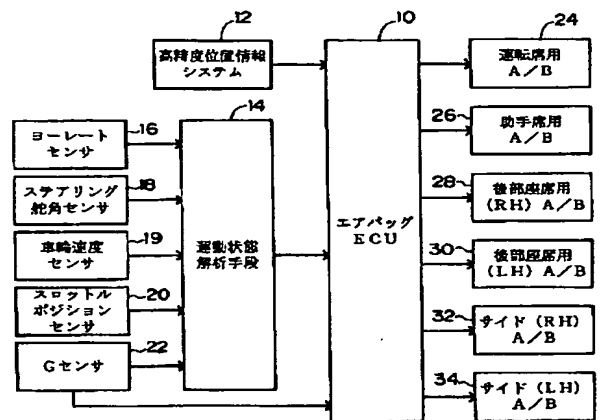 12
10
24
高精度位置情報
システム
運転席用
A/B
14
16
ヨーレート
センサ
26
助手席用
A/B
18
ステアリング
舵角センサ
28
後部座席用
(RH) A/B
19
車輪速度
センサ
運動状態
解析手段
エアバッグ
ECU
30
後部座席用
(LH) A/B
20
スロットル
ポジション
センサ
32
サイド (RH)
A/B
22
Gセンサ
34
サイド (LH)
A/B